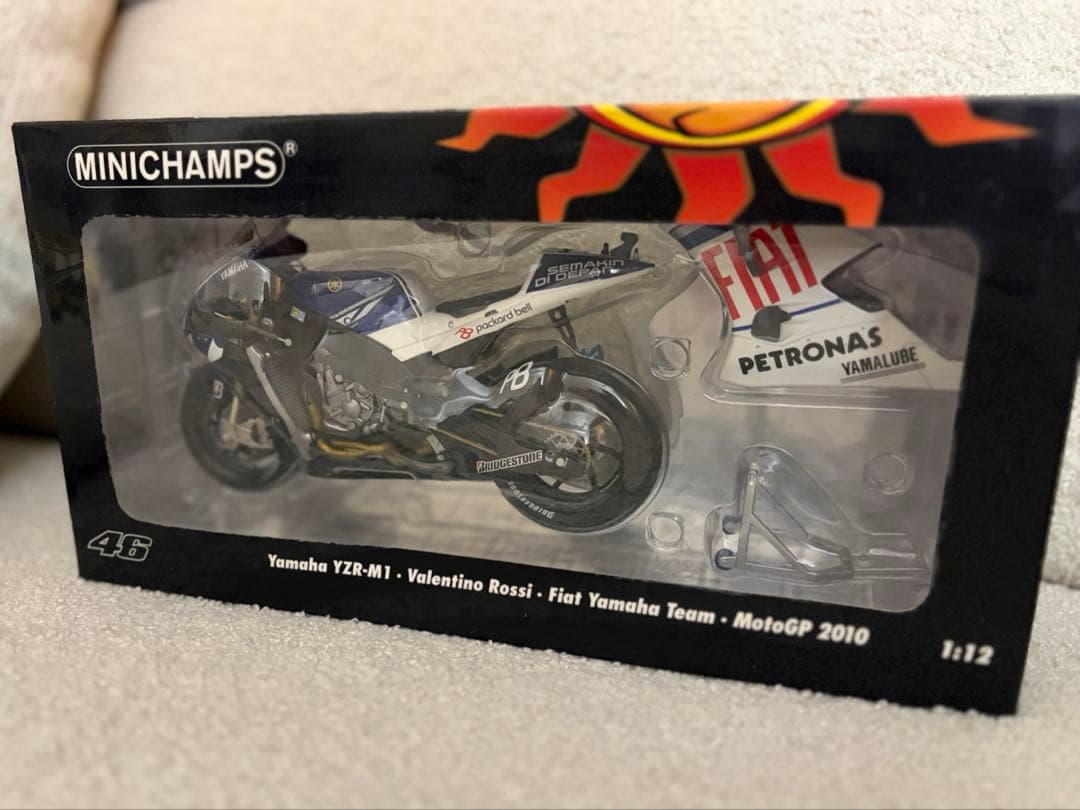 MINICHAMPS®
YAMAHA
SEMAKIN
DI DEPAN
FIAT
packard bell
PETRONAS
YAMALUBE
BRIDGESTONE
BRIDGESTONE
46
Yamaha YZR-M1 · Valentino Rossi · Fiat Yamaha Team · MotoGP 2010
1:12